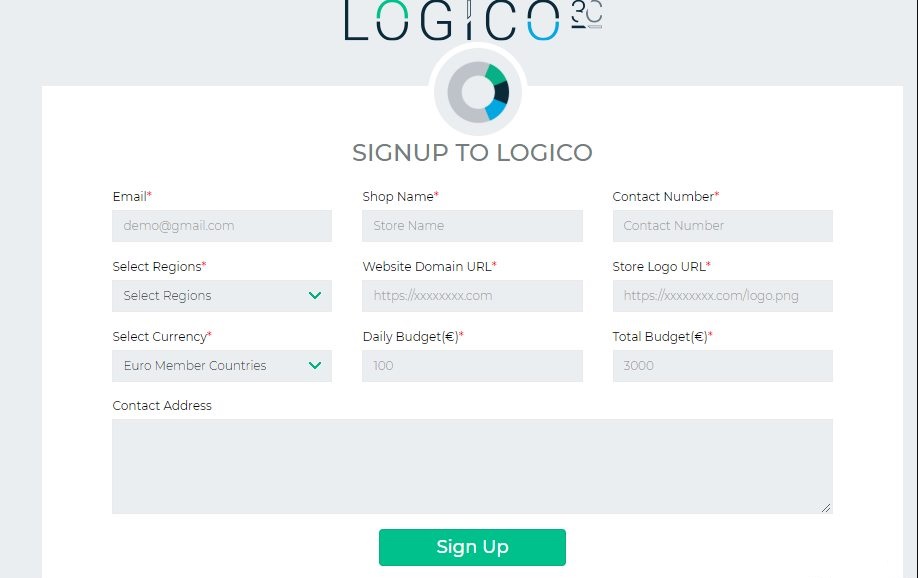 LOGICO 3C
SIGNUP TO LOGICO
Email* Shop Name* Contact Number*
demo@gmail.com Store Name Contact Number
Select Regions* Website Domain URL* Store Logo URL*
Select Regions https://xxxxxxxx.com https://xxxxxxxx.com/logo.png
Select Currency* Daily Budget(€)* Total Budget(€)*
Euro Member Countries 100 3000
Contact Address
Sign Up